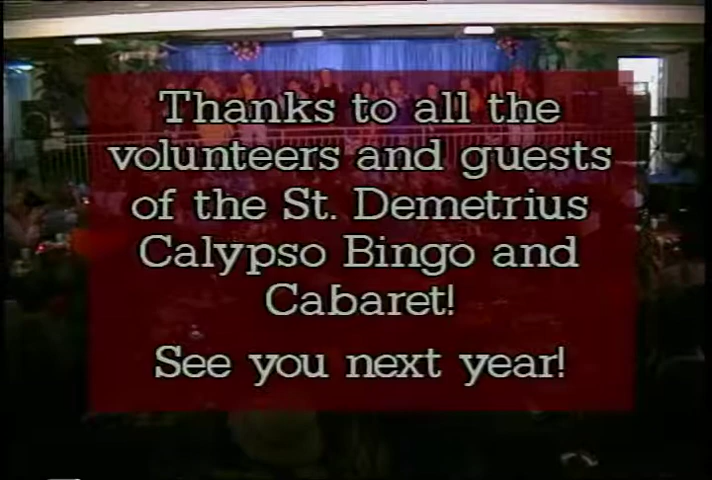 Thanks to all the
volunteers and guests
of the St. Demetrius
Calypso Bingo and
Cabaret!
See you next year!